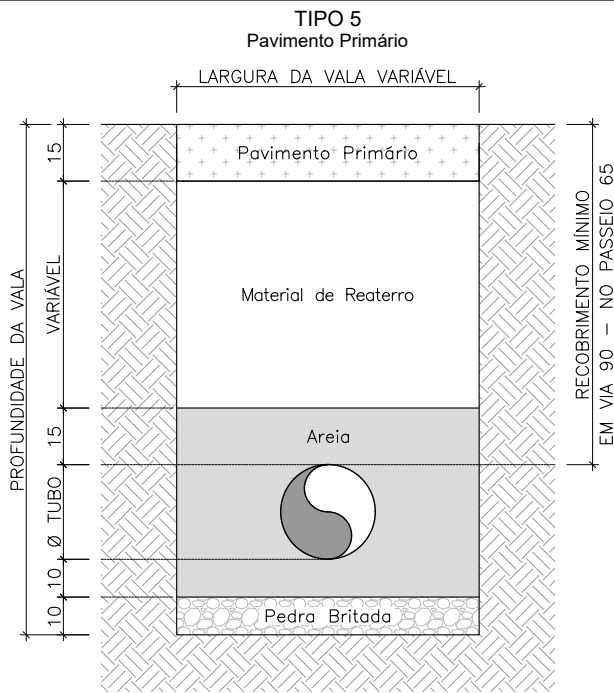 TIPO 5
Pavimento Primário
LARGURA DA VALA VARIÁVEL
Pavimento Primário
Material de Reaterro
Areia
Pedra Britada
PROFUNDIDADE DA VALA
15
VARIÁVEL
15
Ø TUBO
10
10
RECOBRIMENTO MÍNIMO
EM VIA 90 - NO PASSEIO 65